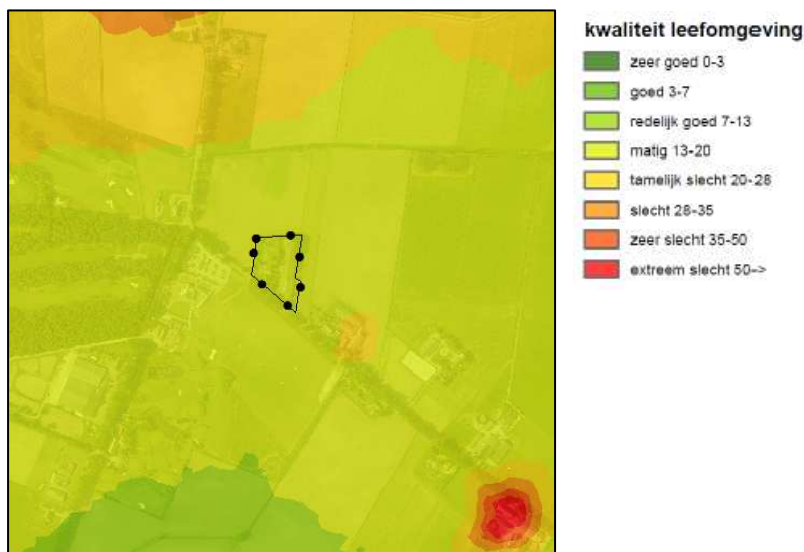 kwaliteit leefomgeving
zeer goed 0-3
goed 3-7
redelijk goed 7-13
matig 13-20
tamelijk slecht 20-28
slecht 28-35
zeer slecht 35-50
extreem slecht 50->